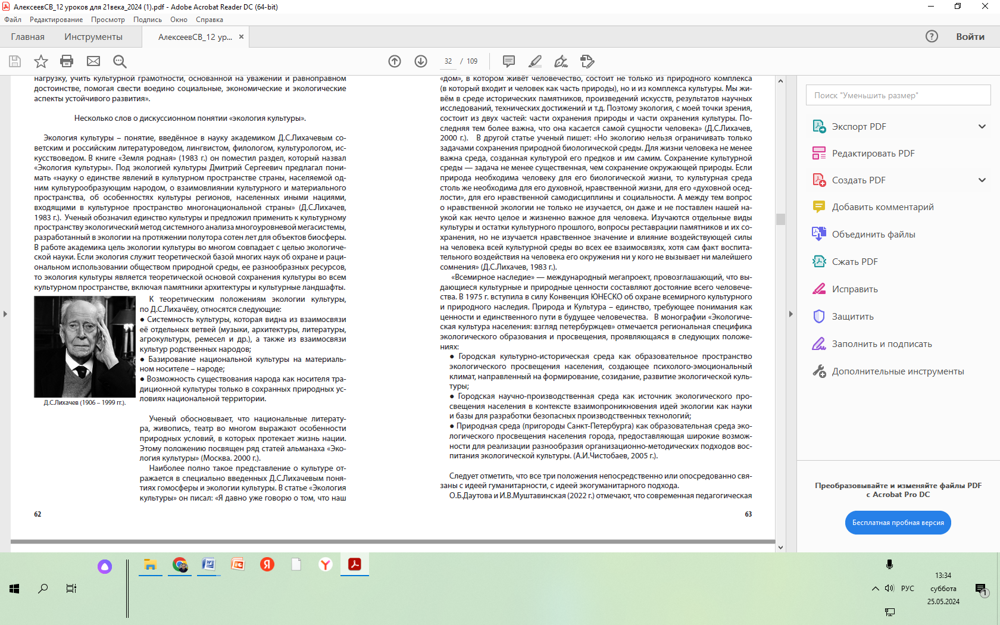 АлексеевСВ_12 уроков для 21века_2024 (1).pdf - Adobe Acrobat Reader DC (64-bit)
Файл Редактирование Просмотр Подпись Окно Справка
Главная Инструменты АлексеевСВ_12 ур... × ? Войти
32 / 109
нагрузку, учить культурной грамотности, основанной на уважении и равноправном
достоинстве, помогая свести воедино социальные, экономические и экологические
аспекты устойчивого развития».
Несколько слов о дискуссионном понятии «экология культуры».
Экология культуры – понятие, введённое в науку академиком Д.С.Лихачевым со-
ветским и российским литературоведом, лингвистом, филологом, культурологом, ис-
кусствоведом. В книге «Земля родная» (1983 г.) он поместил раздел, который назвал
«Экология культуры». Под экологией культуры Дмитрий Сергеевич предлагал пони-
мать «науку о единстве явлений в культурном пространстве страны, населяемой од-
ним культурообразующим народом, о взаимовлиянии культурного и материального
пространства, об особенностях культуры регионов, населенных иными нациями,
входящими в культурное пространство многонациональной страны» (Д.С.Лихачев,
1983 г.). Ученый обозначил единство культуры и предложил применить к культурному
пространству экологический метод системного анализа многоуровневой мегасистемы,
разработанный в экологии на протяжении полутора сотен лет для объектов биосферы.
В работе академика цель экологии культуры во многом совпадает с целью экологиче-
ской науки. Если экология служит теоретической базой многих наук об охране и раци-
ональном использовании обществом природной среды, ее разнообразных ресурсов,
то экология культуры является теоретической основой сохранения культуры во всем
культурном пространстве, включая памятники архитектуры и культурные ландшафты.
К теоретическим положениям экологии культуры,
по Д.С.Лихачёву, относятся следующие:
● Системность культуры, которая видна из взаимосвязи
её отдельных ветвей (музыки, архитектуры, литературы,
агрокультуры, ремесел и др.), а также из взаимосвязи
культур родственных народов;
● Базирование национальной культуры на материаль-
ном носителе – народе;
● Возможность существования народа как носителя тра-
диционной культуры только в сохранных природных ус-
ловиях национальной территории.
Д.С.Лихачев (1906 – 1999 гг.).
Ученый обосновывает, что национальные литерату-
ра, живопись, театр во многом выражают особенности
природных условий, в которых протекает жизнь нации.
Этому положению посвящен ряд статей альманаха «Эко-
логия культуры» (Москва. 2000 г.).
Наиболее полно такое представление о культуре от-
ражается в специально введенных Д.С.Лихачевым поня-
тиях гомосферы и экологии культуры. В статье «Экология
культуры» он писал: «Я давно уже говорю о том, что наш
62
«дом», в котором живёт человечество, состоит не только из природного комплекса
(в который входит и человек как часть природы), но и из комплекса культуры. Мы жи-
вём в среде исторических памятников, произведений искусств, результатов научных
исследований, технических достижений и т.д. Поэтому экология, с моей точки зрения,
состоит из двух частей: части охранения природы и части охранения культуры. По-
следняя тем более важна, что она касается самой сущности человека» (Д.С.Лихачев,
2000 г.). В другой статье ученый пишет: «Но экологию нельзя ограничивать только
задачами сохранения природной биологической среды. Для жизни человека не менее
важна среда, созданная культурой его предков и им самим. Сохранение культурной
среды — задача не менее существенная, чем сохранение окружающей природы. Если
природа необходима человеку для его биологической жизни, то культурная среда
столь же необходима для его духовной, нравственной жизни, для его «духовной осед-
лости», для его нравственной самодисциплины и социальности. А между тем вопрос
о нравственной экологии не только не изучается, он даже и не поставлен нашей на-
укой как нечто целое и жизненно важное для человека. Изучаются отдельные виды
культуры и остатки культурного прошлого, вопросы реставрации памятников и их со-
хранения, но не изучается нравственное значение и влияние воздействующей силы
на человека всей культурной среды во всех ее взаимосвязях, хотя сам факт воспита-
тельного воздействия на человека его окружения ни у кого не вызывает ни малейшего
сомнения» (Д.С.Лихачев, 1983 г.).
«Всемирное наследие» — международный мегапроект, провозглашающий, что вы-
дающиеся культурные и природные ценности составляют достояние всего человече-
ства. В 1975 г. вступила в силу Конвенция ЮНЕСКО об охране всемирного культурного
и природного наследия. Природа и Культура – единство, требующее понимания как
ценности и единственного пути в будущее человечества. В монографии «Экологиче-
ская культура населения: взгляд петербуржцев» отмечается региональная специфика
экологического образования и просвещения, проявляющаяся в следующих положе-
ниях:
● Городская культурно-историческая среда как образовательное пространство
экологического просвещения населения, создающее психолого-эмоциональный
климат, направленный на формирование, созидание, развитие экологической куль-
туры;
● Городская научно-производственная среда как источник экологического про-
свещения населения в контексте взаимопроникновения идей экологии как науки
и базы для разработки безопасных производственных технологий;
● Природная среда (пригороды Санкт-Петербурга) как образовательная среда эко-
логического просвещения населения города, предоставляющая широкие возмож-
ности для реализации разнообразия организационно-методических подходов вос-
питания экологической культуры. (А.И.Чистобаев, 2005 г.).
Следует отметить, что все три положения непосредственно или опосредованно свя-
заны с идеей гуманитарности, с идеей экогуманитарного подхода.
О.Б.Даутова и И.В.Муштавинская (2022 г.) отмечают, что современная педагогическая
63
Поиск "Уменьшить размер"
Экспорт PDF
Редактировать PDF
Создать PDF
Добавить комментарий
Объединить файлы
Сжать PDF
Исправить
Защитить
Заполнить и подписать
Дополнительные инструменты
Преобразовывайте и изменяйте файлы PDF
с Acrobat Pro DC
Бесплатная пробная версия
13:34
РУС суббота 1
25.05.2024